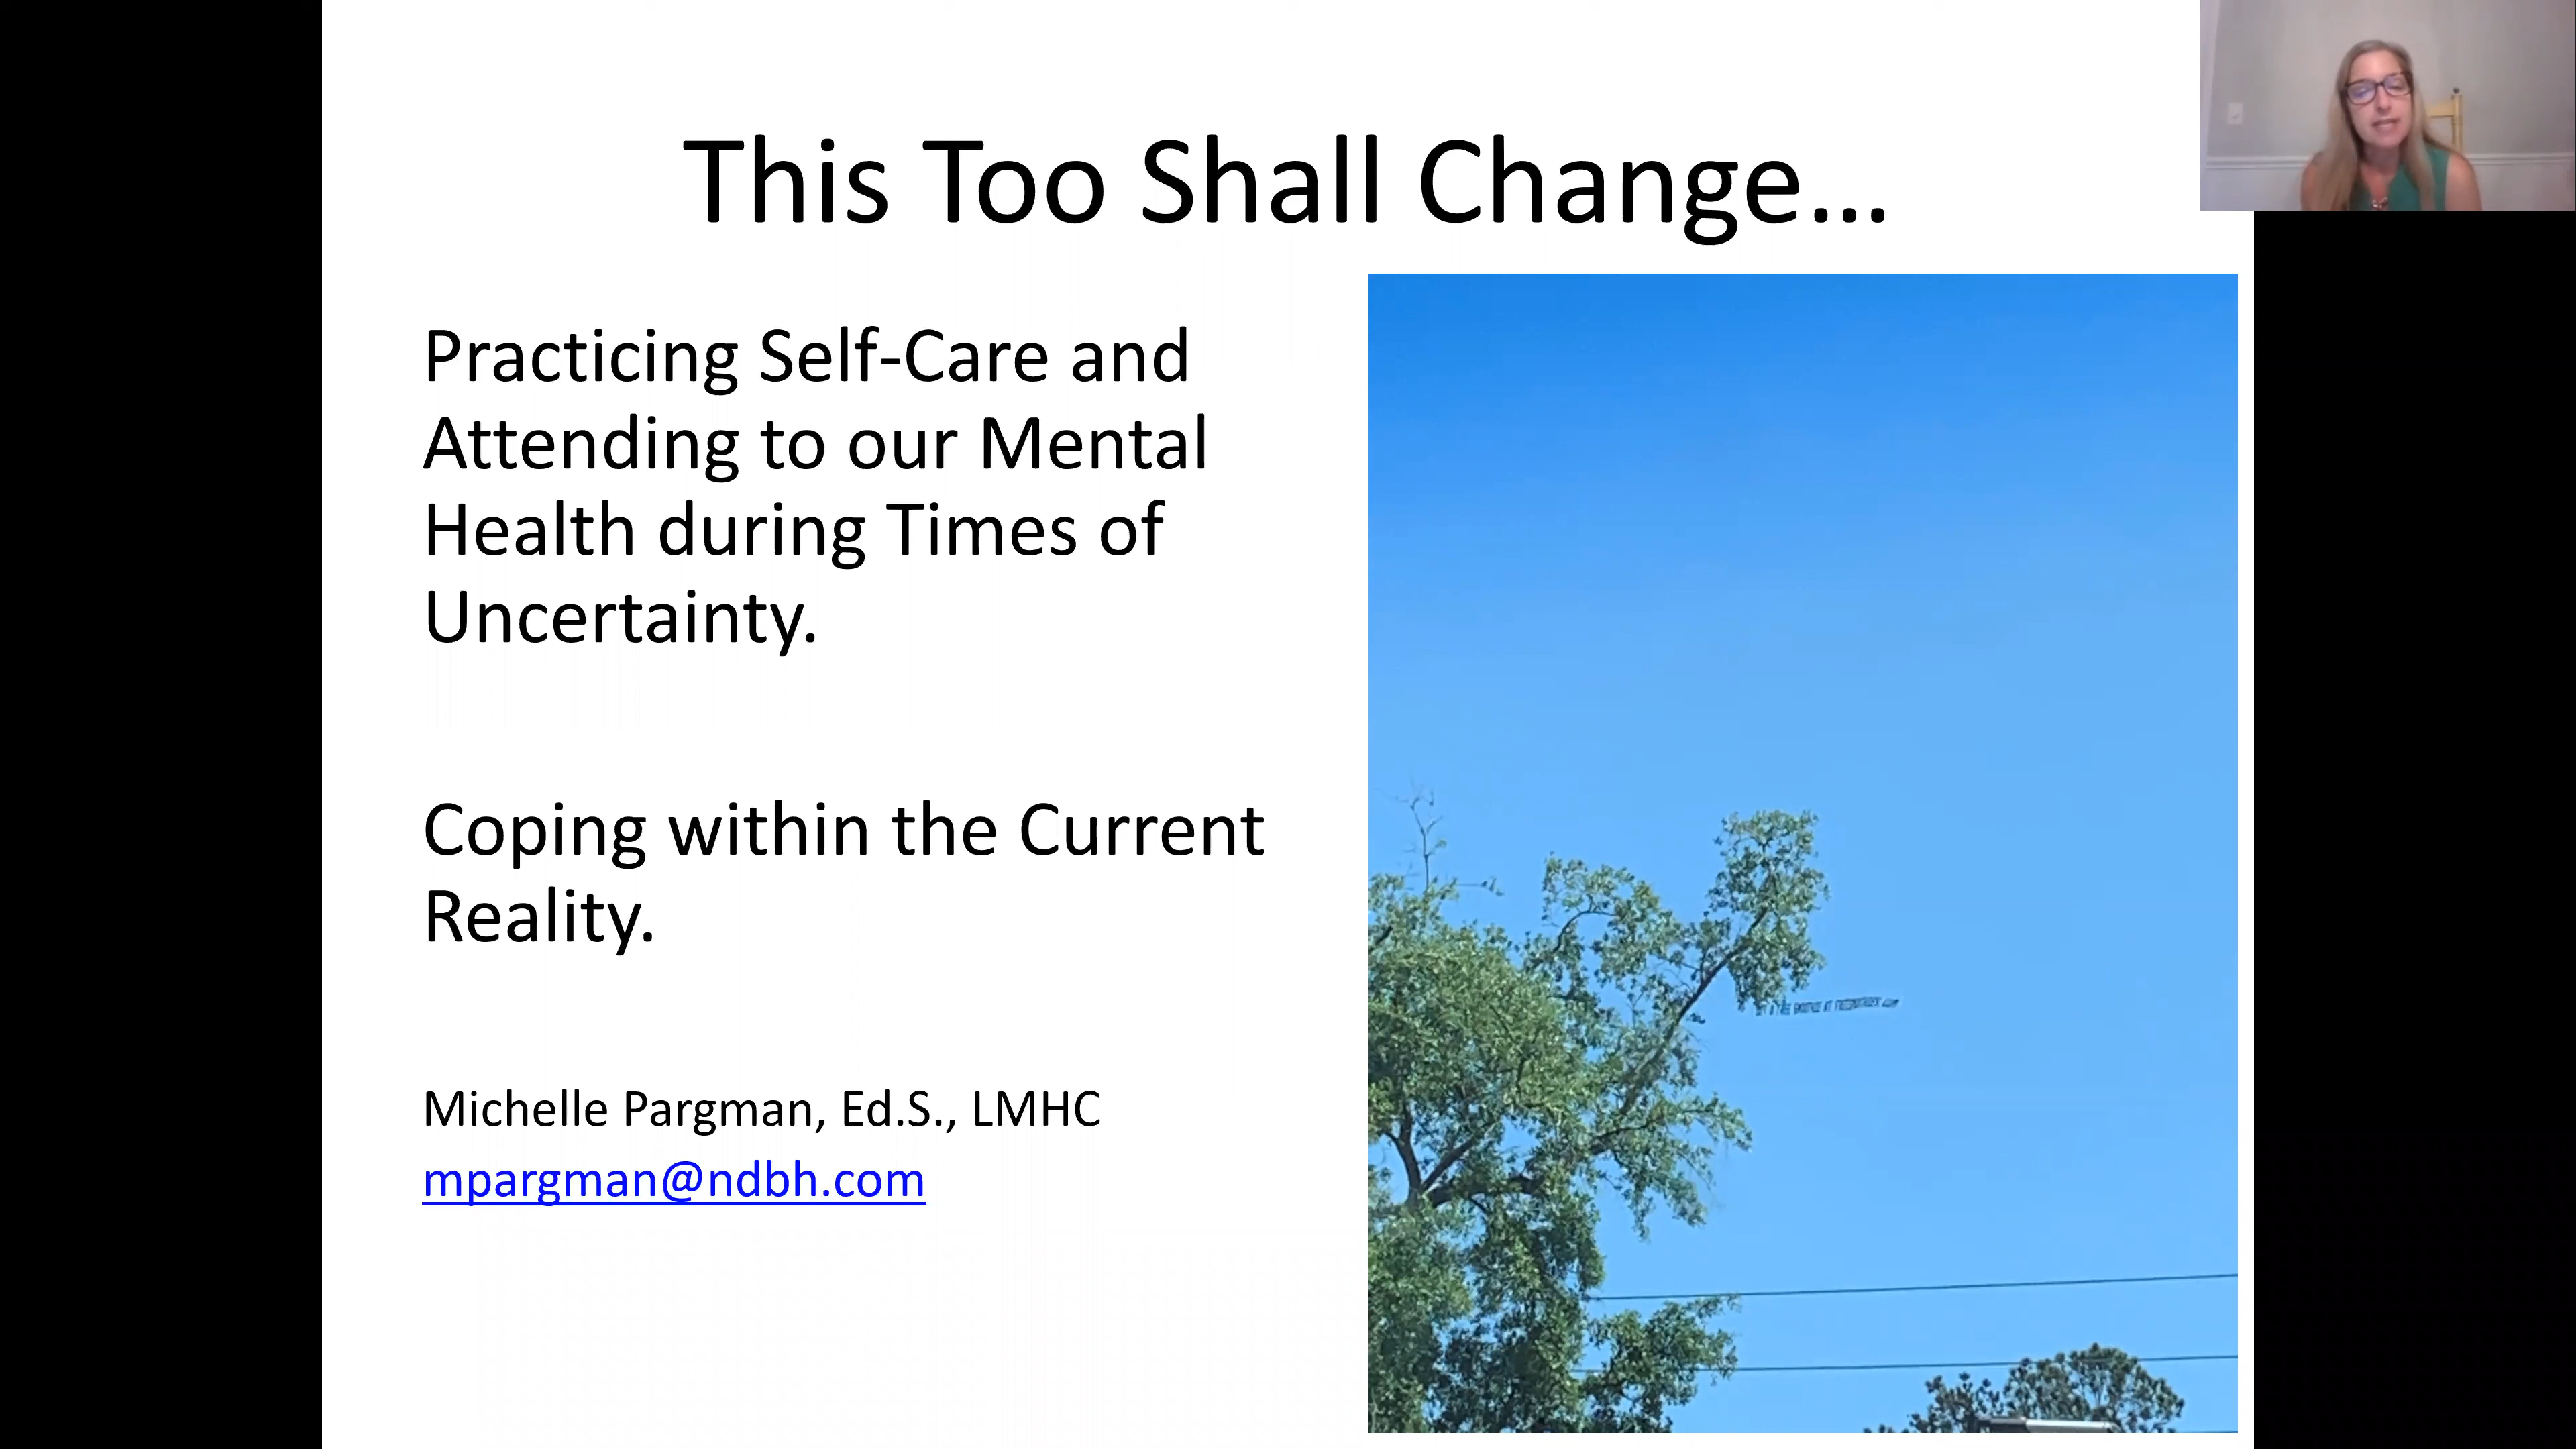 This Too Shall Change...
Practicing Self-Care and
Attending to our Mental
Health during Times of
Uncertainty.
Coping within the Current
Reality.
Michelle Pargman, Ed.S., LMHC
mpargman@ndbh.com